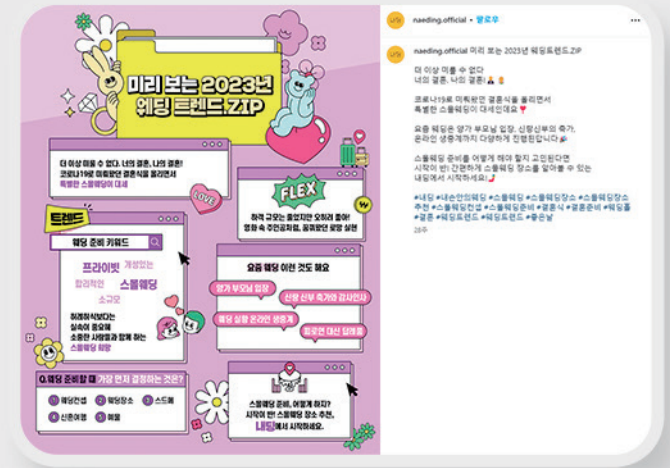 미리 보는 2023년
웨딩 트렌드.ZIP
더 이상 미룰 수 없다. 너의 결혼, 나의 결혼!
코로나19로 미뤄왔던 결혼식을 올리면서
특별한 스몰웨딩이 대세
LOVE
FLEX
하객 규모는 줄었지만 오히려 좋아!
영화 속 주인공처럼, 꿈꿔왔던 로망 실현
트렌드
웨딩 준비 키워드
프라이빗 개성있는
합리적인 스몰웨딩
소규모
허례허식보다는
실속이 중요해
소중한 사람들과 함께 하는
스몰웨딩 희망
요즘 웨딩 이런 것도 해요
양가 부모님 입장
신랑 신부 축가와 감사인사
웨딩 실황 온라인 생중계
피로연 대신 답례품
Q.웨딩 준비할 때 가장 먼저 결정하는 것은?
1 웨딩컨셉 2 웨딩장소 3 스드메
4 신혼여행 5 예물
스몰웨딩 준비, 어떻게 하지?
시작이 반! 스몰웨딩 장소 추천,
내딩에서 시작하세요.
naeding.official • 팔로우
naeding.official 미리 보는 2023년 웨딩트렌드.ZIP
더 이상 미룰 수 없다
너의 결혼, 나의 결혼!
코로나19로 미뤄왔던 결혼식을 올리면서
특별한 스몰웨딩이 대세인데요
요즘 웨딩은 양가 부모님 입장, 신랑신부의 축가,
온라인 생중계까지 다양하게 진행된답니다
스몰웨딩 준비를 어떻게 해야 할지 고민된다면
시작이 반! 간편하게 스몰웨딩 장소를 알아볼 수 있는
내딩에서 시작하세요!
#내딩 #내손안의웨딩 #스몰웨딩 #스몰웨딩장소 #스몰웨딩장소
추천 #스몰웨딩컨셉 #스몰웨딩준비 #결혼식 #결혼준비 #웨딩홀
#결혼 #웨딩트렌드 #웨딩트렌드 #좋은날
28주